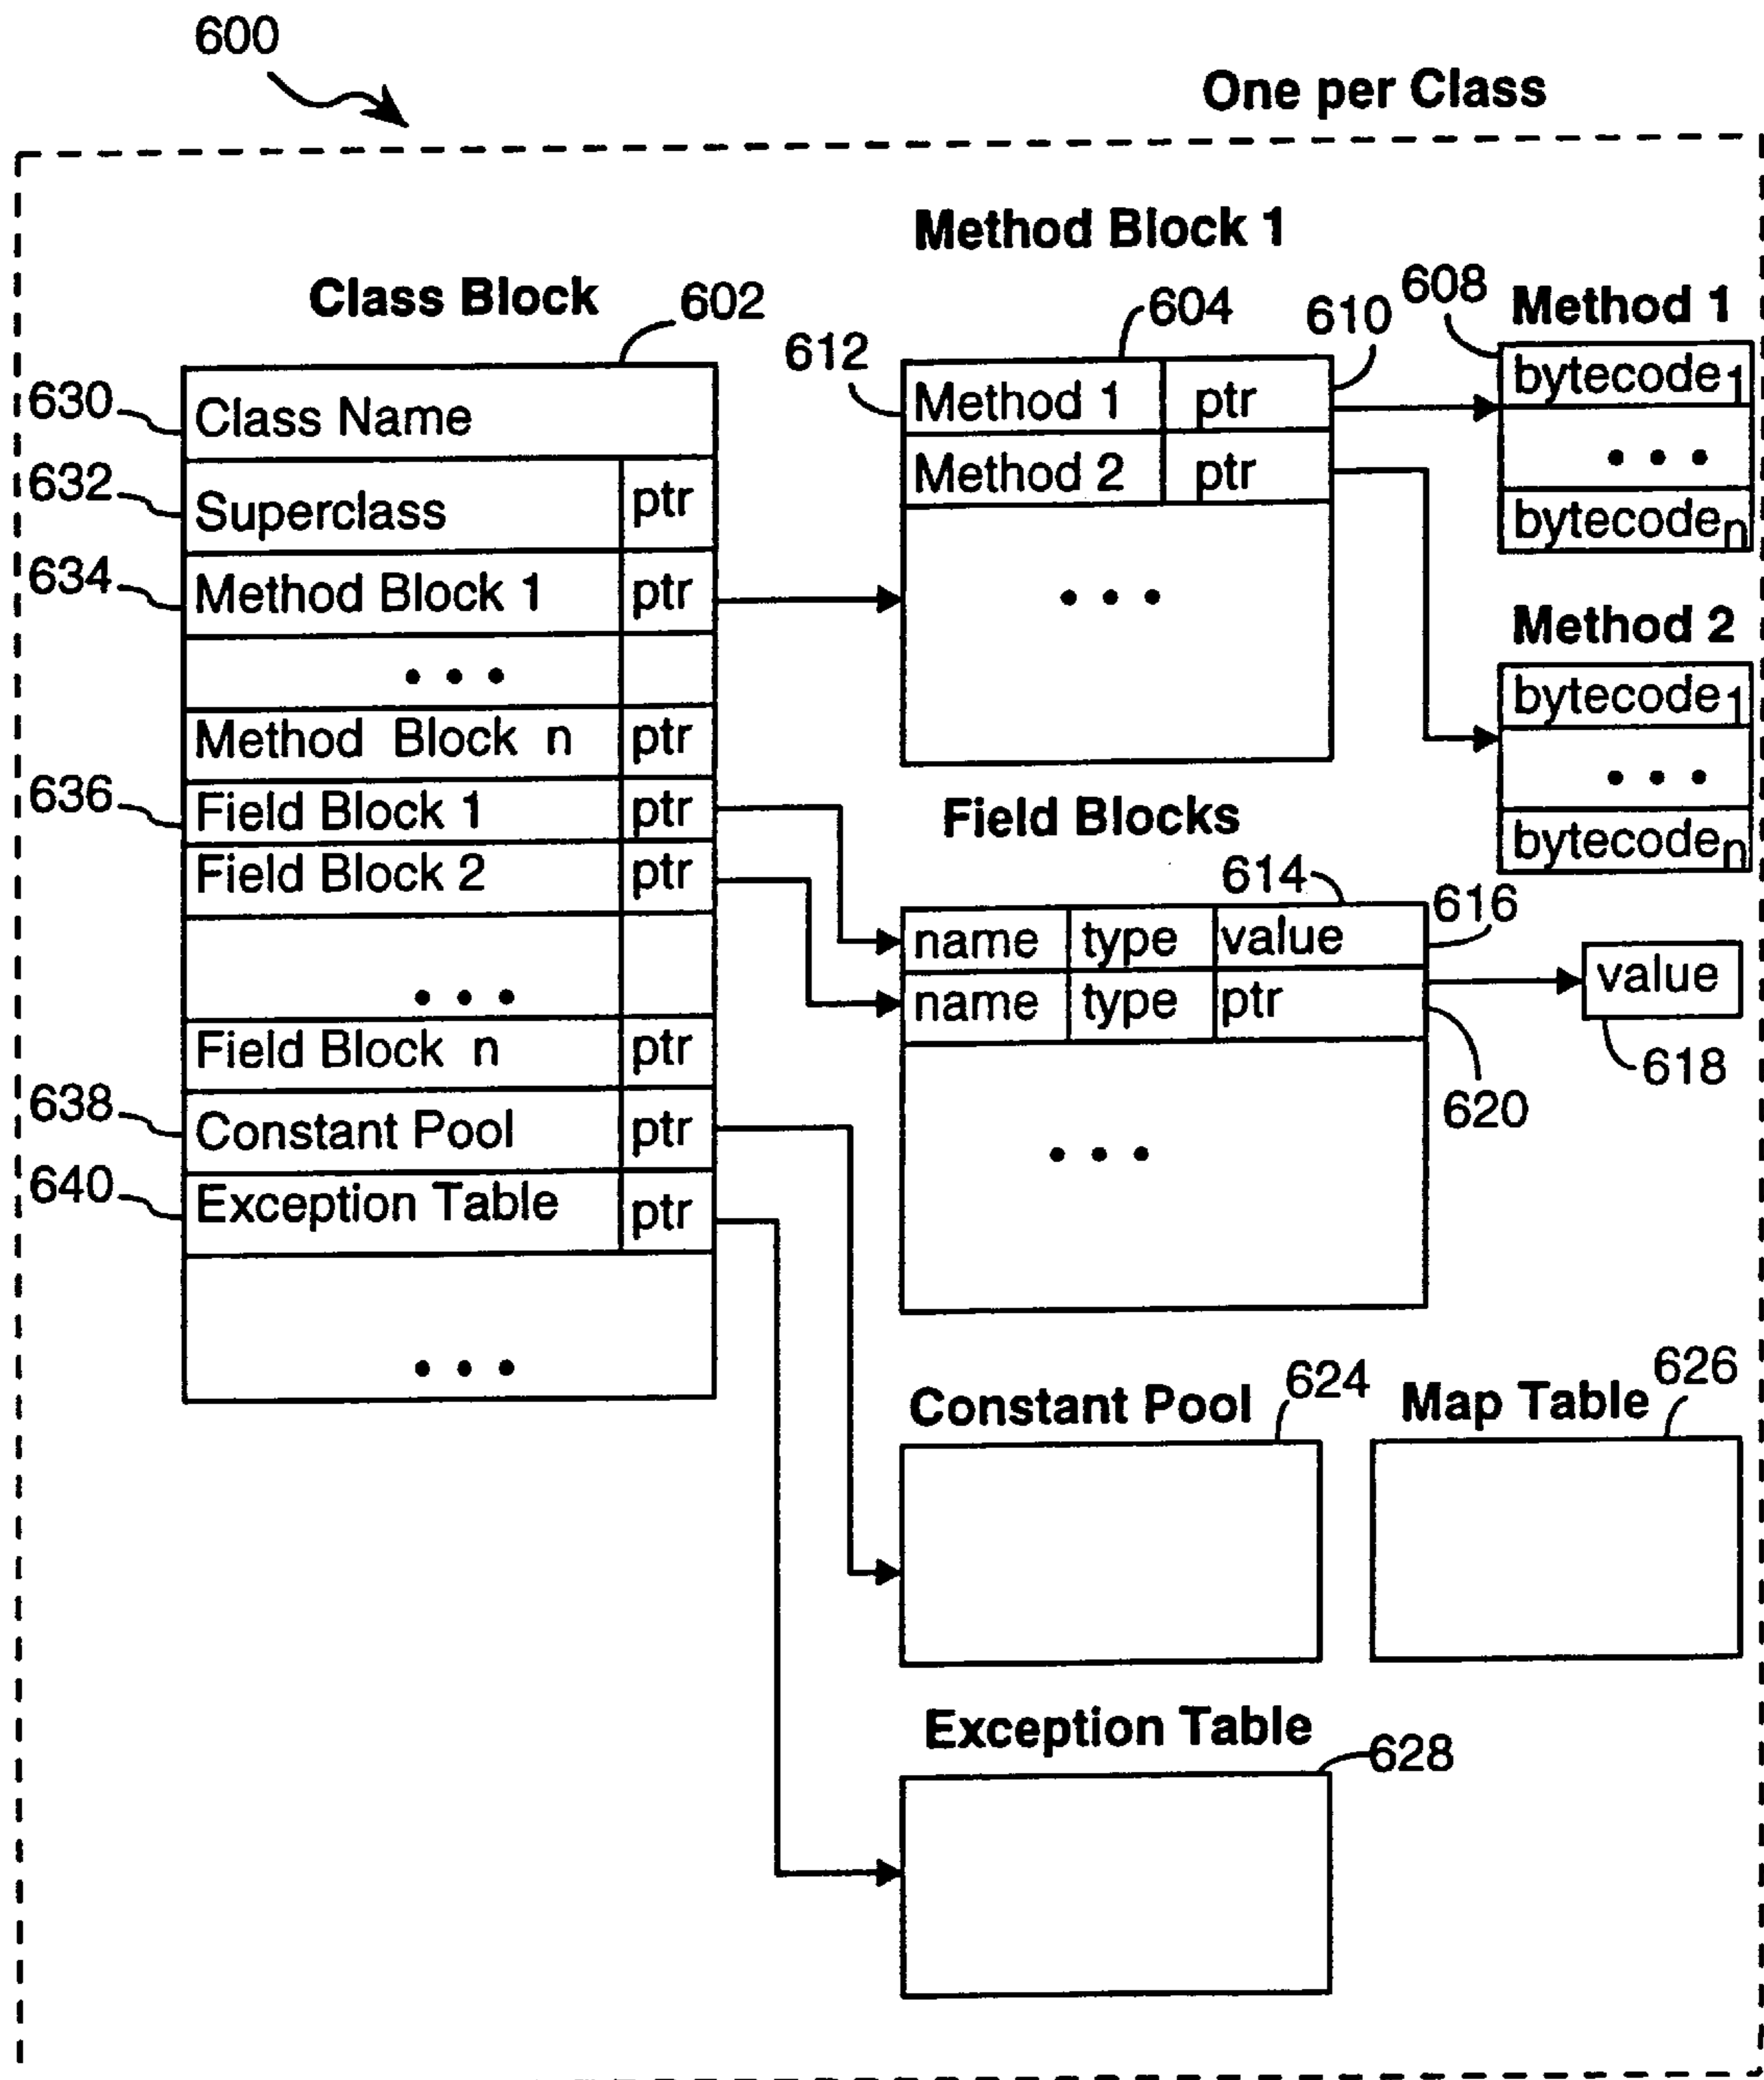 600
One per Class
Class Block
602
630
Class Name
632
Superclass ptr
634
Method Block 1 ptr
• • •
Method Block n ptr
636
Field Block 1 ptr
Field Block 2 ptr
• • •
Field Block n ptr
638
Constant Pool ptr
640
Exception Table ptr
• • •
Method Block 1
604
610
612
Method 1 ptr
Method 2 ptr
• • •
608
Method 1
bytecode1
• • •
bytecoden
Method 2
bytecode1
• • •
bytecoden
Field Blocks
614
616
name type value
name type ptr
• • •
620
value
618
Constant Pool
624
Map Table
626
Exception Table
628